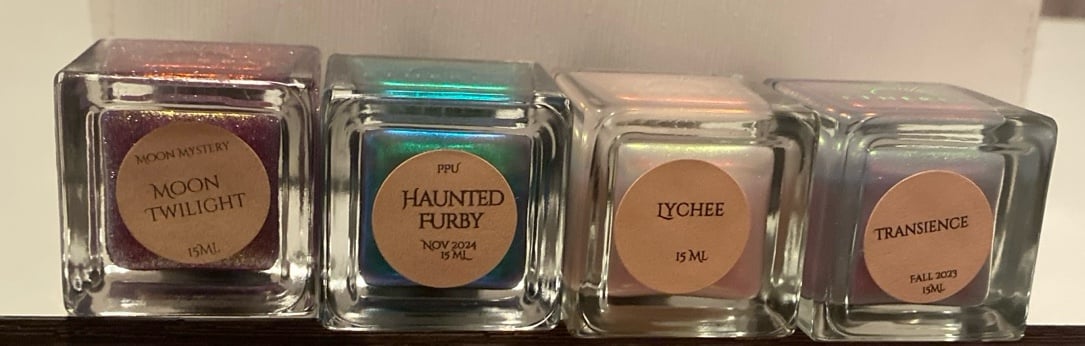 MOON MYSTERY
MOON
TWILIGHT
15ML
PPU
HAUNTED
FURBY
NOV 2024
15 ML
LYCHEE
15 ML
TRANSIENCE
FALL 2023
15ML